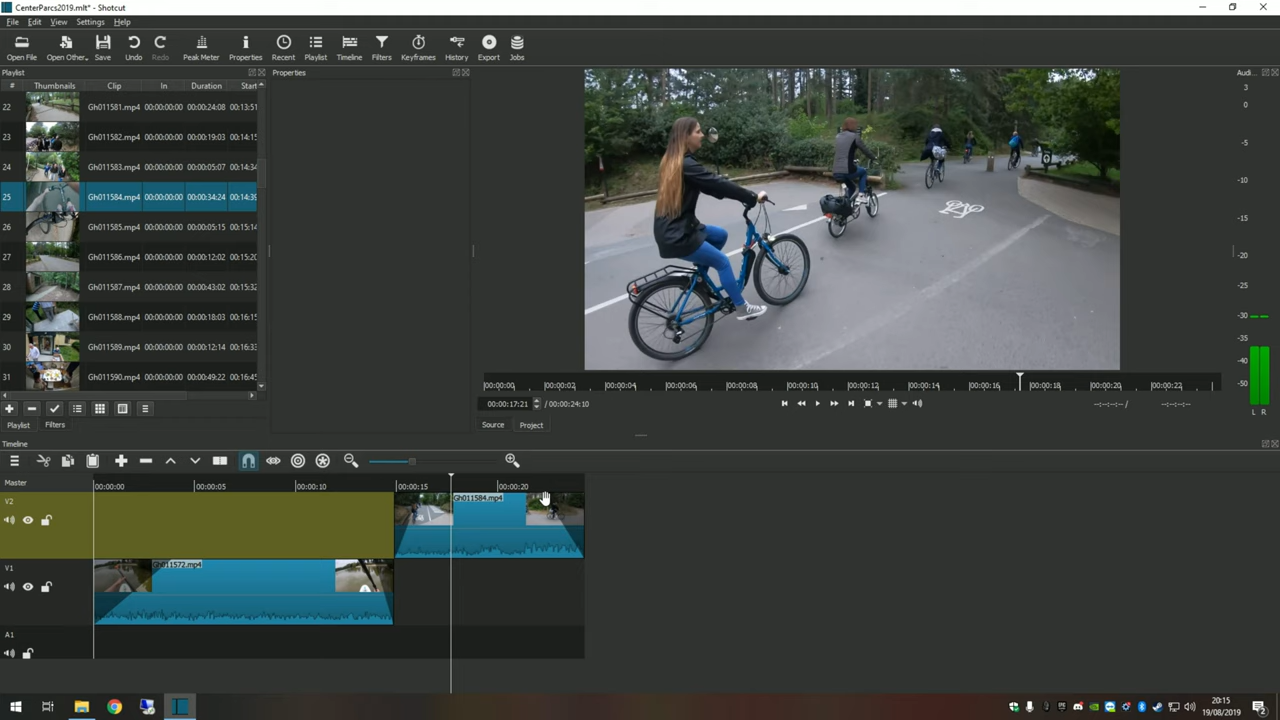 CenterParcs2019.mlt* - Shotcut
File Edit View Settings Help
Open File Open Other.. Save Undo Redo Peak Meter Properties Recent Playlist Timeline Filters Keyframes History Export Jobs
Playlist
Properties
Audi...
# Thumbnails Clip In Duration Start
22 Gh011581.mp4 00:00:00:00 00:00:24:08 00:13:51
23 Gh011582.mp4 00:00:00:00 00:00:19:03 00:14:15
24 Gh011583.mp4 00:00:00:00 00:00:05:07 00:14:34
25 Gh011584.mp4 00:00:00:00 00:00:34:24 00:14:39
26 Gh011585.mp4 00:00:00:00 00:00:05:15 00:15:14
27 Gh011586.mp4 00:00:00:00 00:00:12:02 00:15:20
28 Gh011587.mp4 00:00:00:00 00:00:43:02 00:15:32
29 Gh011588.mp4 00:00:00:00 00:00:18:03 00:16:15
30 Gh011589.mp4 00:00:00:00 00:00:12:14 00:16:33
31 Gh011590.mp4 00:00:00:00 00:00:49:22 00:16:45
3
0
-5
-10
-15
-20
-25
-30
-35
-40
-50
L R
00:00:00 00:00:02 00:00:04 00:00:06 00:00:08 00:00:10 00:00:12 00:00:14 00:00:16 00:00:18 00:00:20 00:00:22
00:00:17:21 / 00:00:24:10
--:--:--:-- /
--:--:--:--
Playlist Filters
Source Project
Timeline
Master
00:00:00 00:00:05 00:00:10 00:00:15 00:00:20
V2
Gh011584.mp4
V1
Gh011572.mp4
A1
20:15
19/08/2019
2